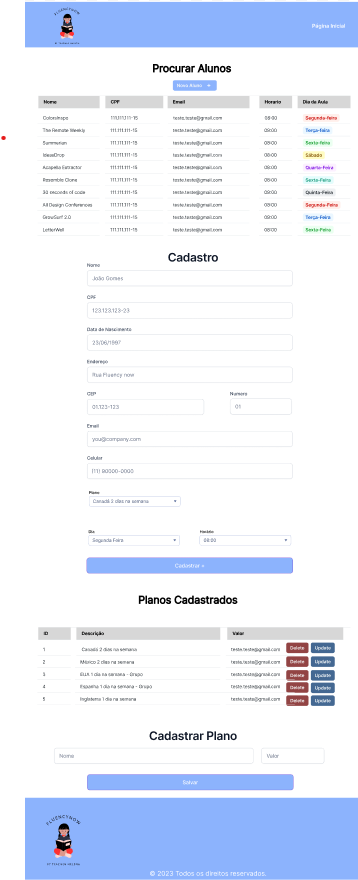 FLUENCYNOW
Página Inicial
Procurar Alunos
Novo Aluno +
Nome CPF Email Horario Dia da Aula
Colorsinspo 111.111.111-15 teste.teste@gmail.com 08:00 Segunda-feira
The Remote Weekly 111.111.111-15 teste.teste@gmail.com 08:00 Terça-feira
Summerian 111.111.111-15 teste.teste@gmail.com 08:00 Sexta-feira
IdeasDrop 111.111.111-15 teste.teste@gmail.com 08:00 Sábado
Acapella Extractor 111.111.111-15 teste.teste@gmail.com 08:00 Quarta-Feira
Resemble Clone 111.111.111-15 teste.teste@gmail.com 08:00 Sexta-Feira
30 seconds of code 111.111.111-15 teste.teste@gmail.com 08:00 Quinta-Feira
All Design Conferences 111.111.111-15 teste.teste@gmail.com 08:00 Segunda-Feira
GrowSurf 2.0 111.111.111-15 teste.teste@gmail.com 08:00 Terça-Feira
LetterWell 111.111.111-15 teste.teste@gmail.com 08:00 Sexta-Feira
Cadastro
Name
João Gomes
CPF
123.123.123-23
Data de Nascimento
23/06/1997
Endereço
Rua Fluency now
CEP Numero
01.123-123 01
Email
you@company.com
Celular
(11) 90000-0000
Plano
Canadá 2 dias na semana
Dia Horário
Segunda Feira 08:00
Cadastrar +
Planos Cadastrados
ID Descrição Valor
1 Canadá 2 dias na semana teste.teste@gmail.com Delete Update
2 México 2 dias na semana teste.teste@gmail.com Delete Update
3 EUA 1 dia na semana - Grupo teste.teste@gmail.com Delete Update
4 Espanha 1 dia na semana - Grupo teste.teste@gmail.com Delete Update
5 Inglaterra 1 dia na semana teste.teste@gmail.com Delete Update
Cadastrar Plano
Nome Valor
Salvar
FLUENCYNOW
BY TEACHER HELENA
© 2023 Todos os direitos reservados.